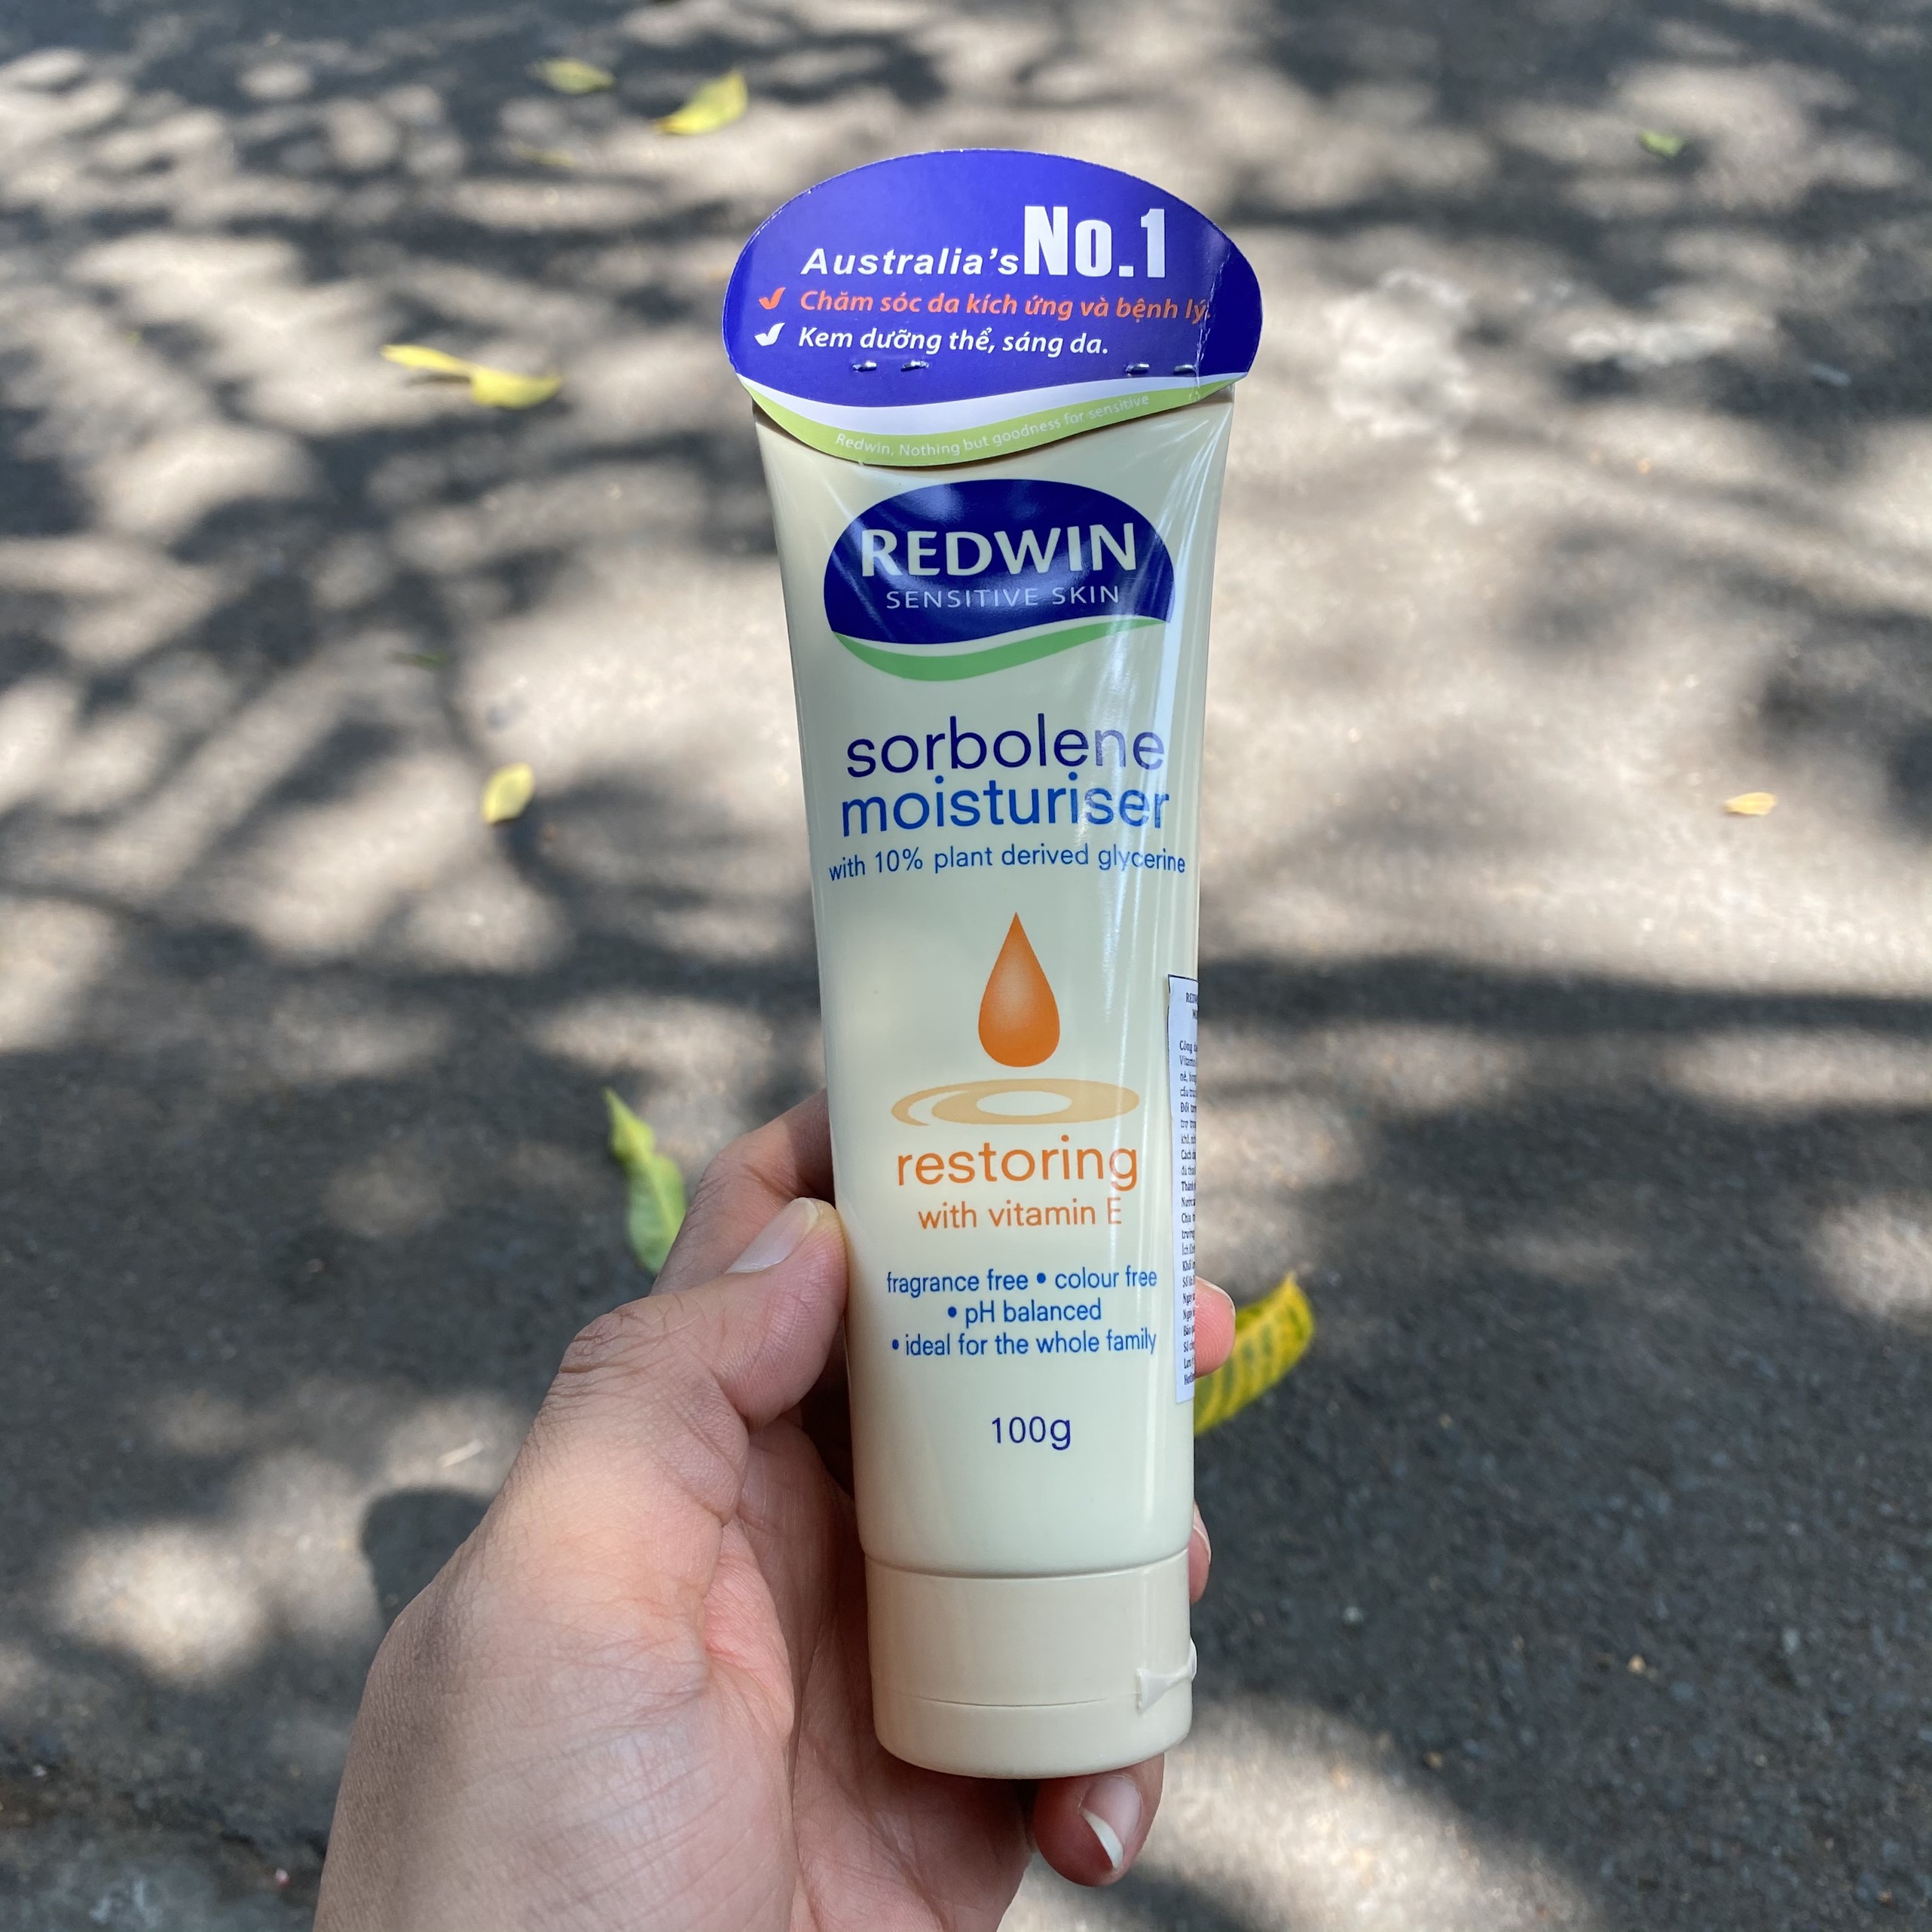 Australia's No.1
Chăm sóc da kích ứng và bệnh lý.
Kem dưỡng thể, sáng da.
Redwin, Nothing but goodness for sensitive
REDWIN
SENSITIVE SKIN
sorbolene
moisturiser
with 10% plant derived glycerine
restoring
with vitamin E
fragrance free • colour free
• pH balanced
• ideal for the whole family
100g